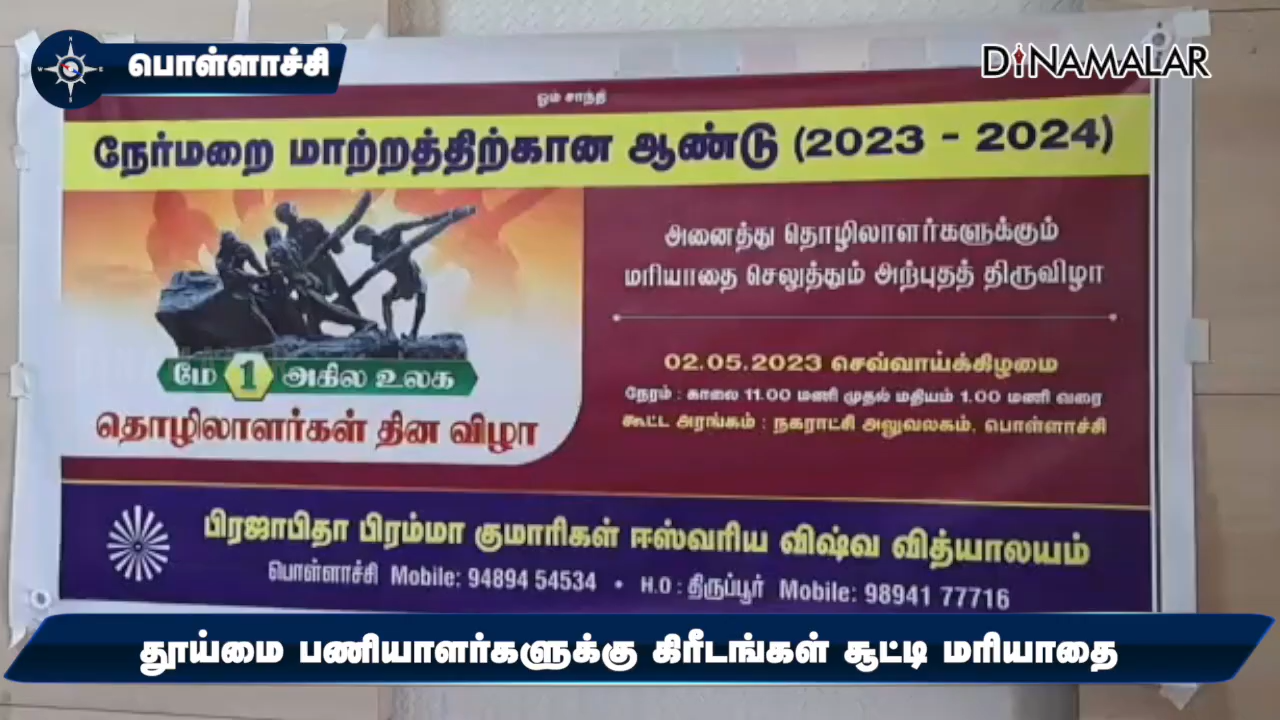 பொள்ளாச்சி
DINAMALAR
ஓம் சாந்தி
நேர்மறை மாற்றத்திற்கான ஆண்டு (2023 - 2024)
அனைத்து தொழிலாளர்களுக்கும்
மரியாதை செலுத்தும் அற்புதத் திருவிழா
மே 1 அகில உலக
தொழிலாளர்கள் தின விழா
02.05.2023 செவ்வாய்க்கிழமை
நேரம் : காலை 11.00 மணி முதல் மதியம் 1.00 மணி வரை
கூட்ட அரங்கம் : நகராட்சி அலுவலகம், பொள்ளாச்சி
பிரஜாபிதா பிரம்மா குமாரிகள் ஈஸ்வரிய விஷ்வ வித்யாலயம்
பொள்ளாச்சி Mobile: 94894 54534 • H.O : திருப்பூர் Mobile: 98941 77716
தூய்மை பணியாளர்களுக்கு கிரீடங்கள் சூட்டி மரியாதை